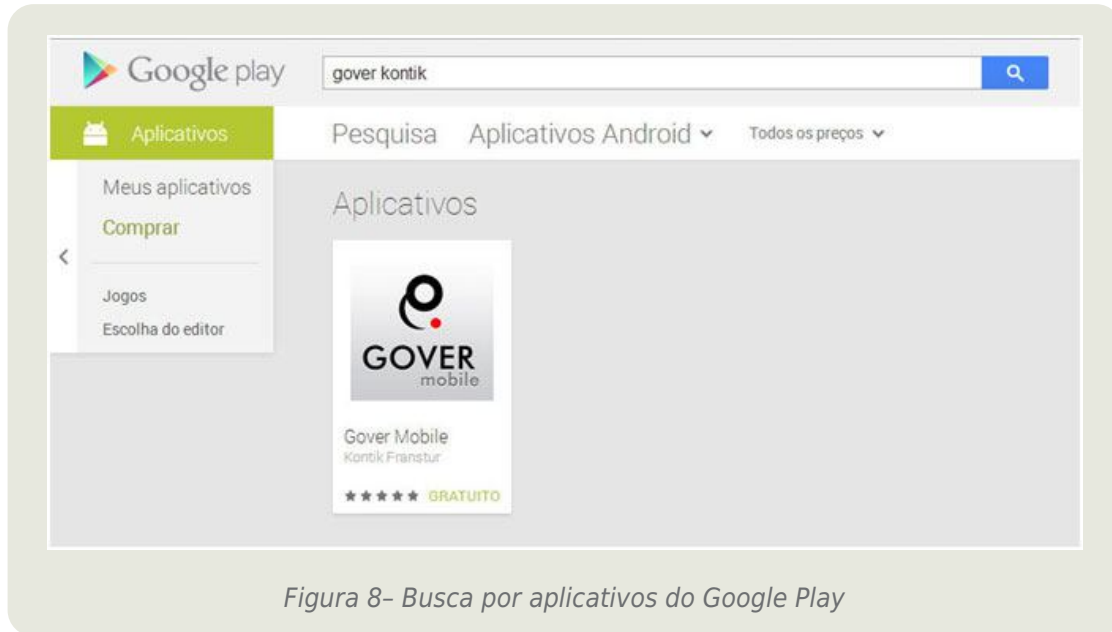 Google play
gover kontik
Aplicativos
Pesquisa Aplicativos Android Todos os preços
Meus aplicativos
Comprar
Jogos
Escolha do editor
Aplicativos
GOVER
mobile
Gover Mobile
Kontik Franstur
GRATUITO
Figura 8– Busca por aplicativos do Google Play